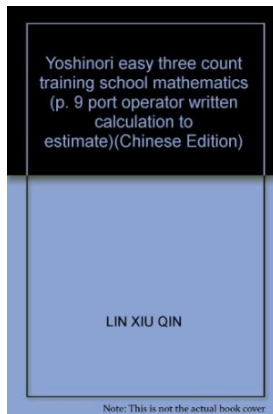 Yoshinori easy three count
training school mathematics
(p. 9 port operator written
calculation to
estimate)(Chinese Edition)
LIN XIU QIN
Note: This is not the actual book cover